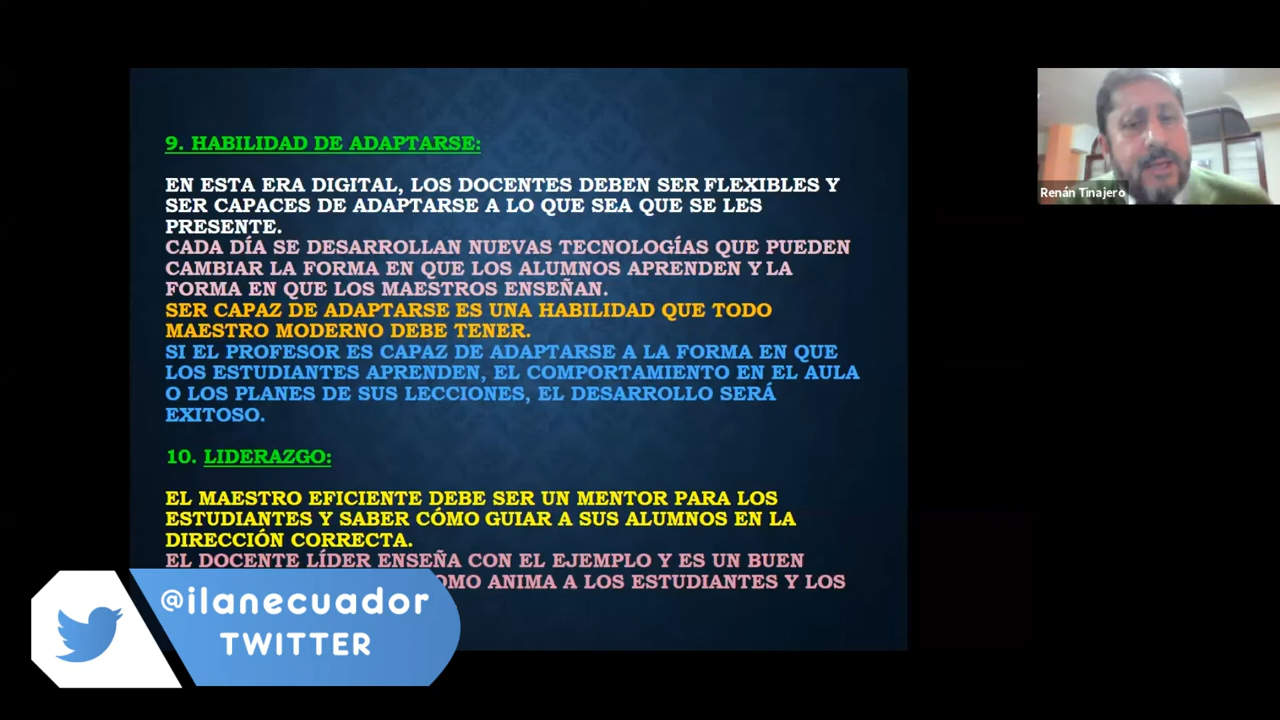 9. HABILIDAD DE ADAPTARSE:
EN ESTA ERA DIGITAL, LOS DOCENTES DEBEN SER FLEXIBLES Y
SER CAPACES DE ADAPTARSE A LO QUE SEA QUE SE LES
PRESENTE.
CADA DÍA SE DESARROLLAN NUEVAS TECNOLOGÍAS QUE PUEDEN
CAMBIAR LA FORMA EN QUE LOS ALUMNOS APRENDEN Y LA
FORMA EN QUE LOS MAESTROS ENSEÑAN.
SER CAPAZ DE ADAPTARSE ES UNA HABILIDAD QUE TODO
MAESTRO MODERNO DEBE TENER.
SI EL PROFESOR ES CAPAZ DE ADAPTARSE A LA FORMA EN QUE
LOS ESTUDIANTES APRENDEN, EL COMPORTAMIENTO EN EL AULA
O LOS PLANES DE SUS LECCIONES, EL DESARROLLO SERÁ
EXITOSO.
10. LIDERAZGO:
EL MAESTRO EFICIENTE DEBE SER UN MENTOR PARA LOS
ESTUDIANTES Y SABER CÓMO GUIAR A SUS ALUMNOS EN LA
DIRECCIÓN CORRECTA.
EL DOCENTE LÍDER ENSEÑA CON EL EJEMPLO Y ES UN BUEN
ANIMA A LOS ESTUDIANTES Y LOS
@ilanecuador
TWITTER
Renán Tinajero